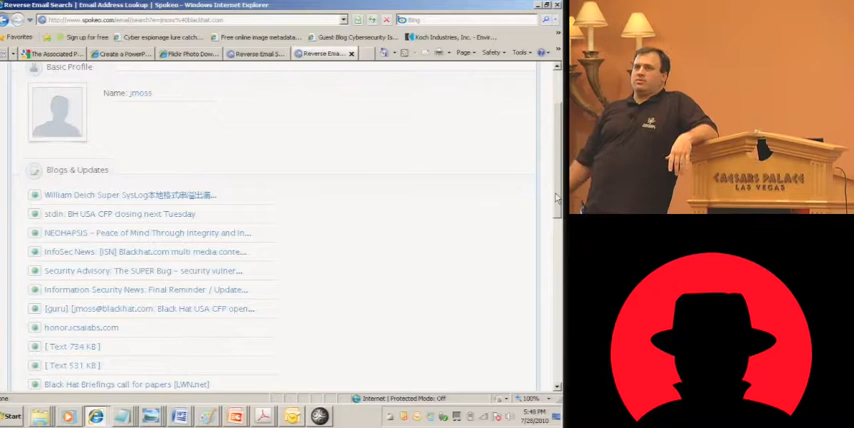 Reverse Email Search | Email Address Lookup | Spokeo - Windows Internet Explorer
Bing
Favorites
Sign up for free
Cyber espionage lure catch...
Free online image metadata...
Guest Blog Cybersecurity Is...
Koch Industries, Inc. - Envi...
The Associated P...
Create a PowerP...
Flickr Photo Dow...
Reverse Email S...
Reverse Emai...
Page
Safety
Tools
Basic Profile
Name: jmoss
Blogs & Updates
William Deich Super SysLog本地格式串溢出漏...
stdin: BH USA CFP closing next Tuesday
NEOHAPSIS – Peace of Mind Through Integrity and In...
InfoSec News: [ISN] Blackhat.com multi media conte...
Security Advisory: The SUPER Bug – security vulner...
Information Security News: Final Reminder / Update...
[guru] [jmoss@blackhat.com: Black Hat USA CFP open...
honor.icsalabs.com
[ Text 734 KB ]
[ Text 531 KB ]
Black Hat Briefings call for papers [LWN.net]
Internet | Protected Mode: Off
100%
Start
5:48 PM
7/28/2010
CAESARS PALACE
LAS VEGAS